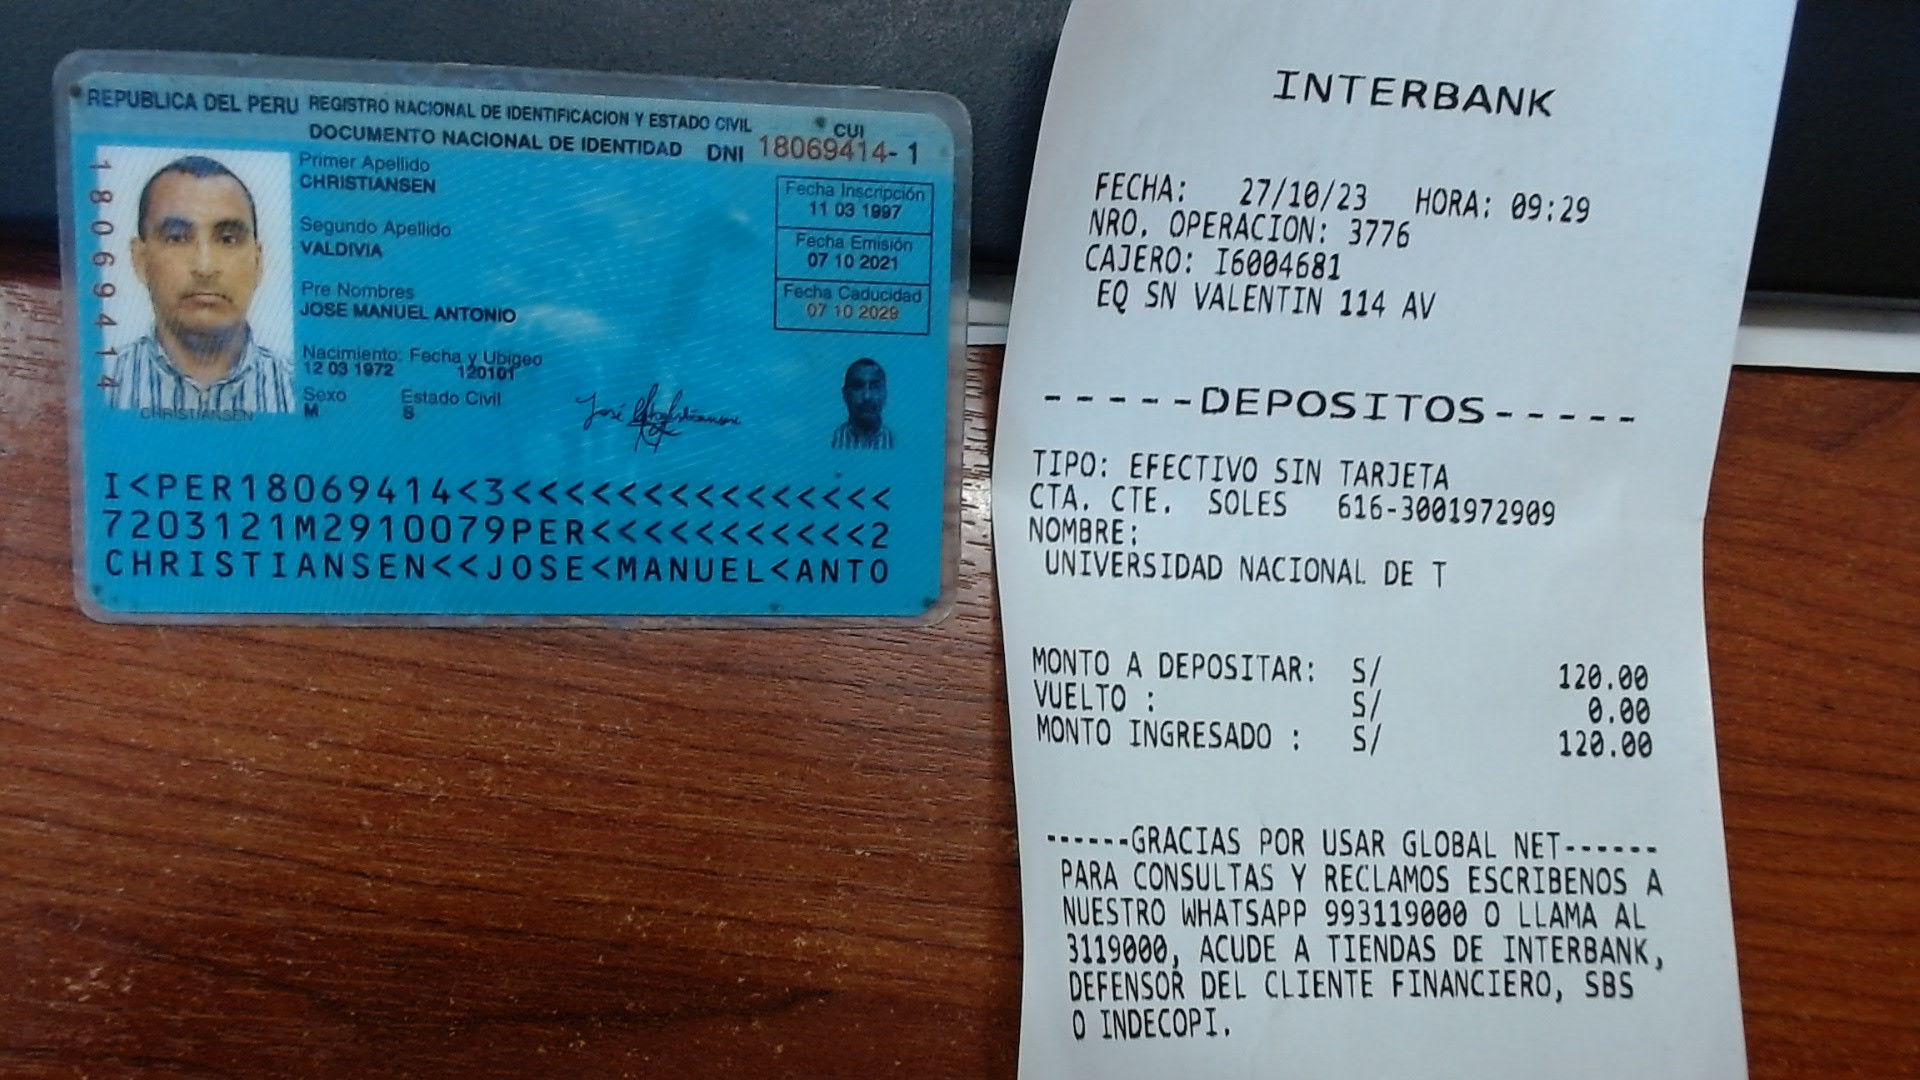 REPUBLICA DEL PERU REGISTRO NACIONAL DE IDENTIFICACION Y ESTADO CIVIL
DOCUMENTO NACIONAL DE IDENTIDAD DNI 18069414-1
CUI
18069414
Primer Apellido
CHRISTIANSEN
Segundo Apellido
VALDIVIA
Pre Nombres
JOSE MANUEL ANTONIO
Nacimiento: Fecha y Ubigeo
12 03 1972 120101
Sexo Estado Civil
M S
Fecha Inscripción
11 03 1997
Fecha Emisión
07 10 2021
Fecha Caducidad
07 10 2029
CHRISTIANSEN
José Christiansen
I<PER18069414<3<<<<<<<<<<<<<<<
7203121M2910079PER<<<<<<<<<<<2
CHRISTIANSEN<<JOSE<MANUEL<ANTO
INTERBANK
FECHA: 27/10/23 HORA: 09:29
NRO. OPERACION: 3776
CAJERO: I6004681
EQ SN VALENTIN 114 AV
-----DEPOSITOS-----
TIPO: EFECTIVO SIN TARJETA
CTA. CTE. SOLES 616-3001972909
NOMBRE:
UNIVERSIDAD NACIONAL DE T
MONTO A DEPOSITAR: S/ 120.00
VUELTO : S/ 0.00
MONTO INGRESADO : S/ 120.00
------GRACIAS POR USAR GLOBAL NET------
PARA CONSULTAS Y RECLAMOS ESCRIBENOS A
NUESTRO WHATSAPP 993119000 O LLAMA AL
3119000, ACUDE A TIENDAS DE INTERBANK,
DEFENSOR DEL CLIENTE FINANCIERO, SBS
O INDECOPI.